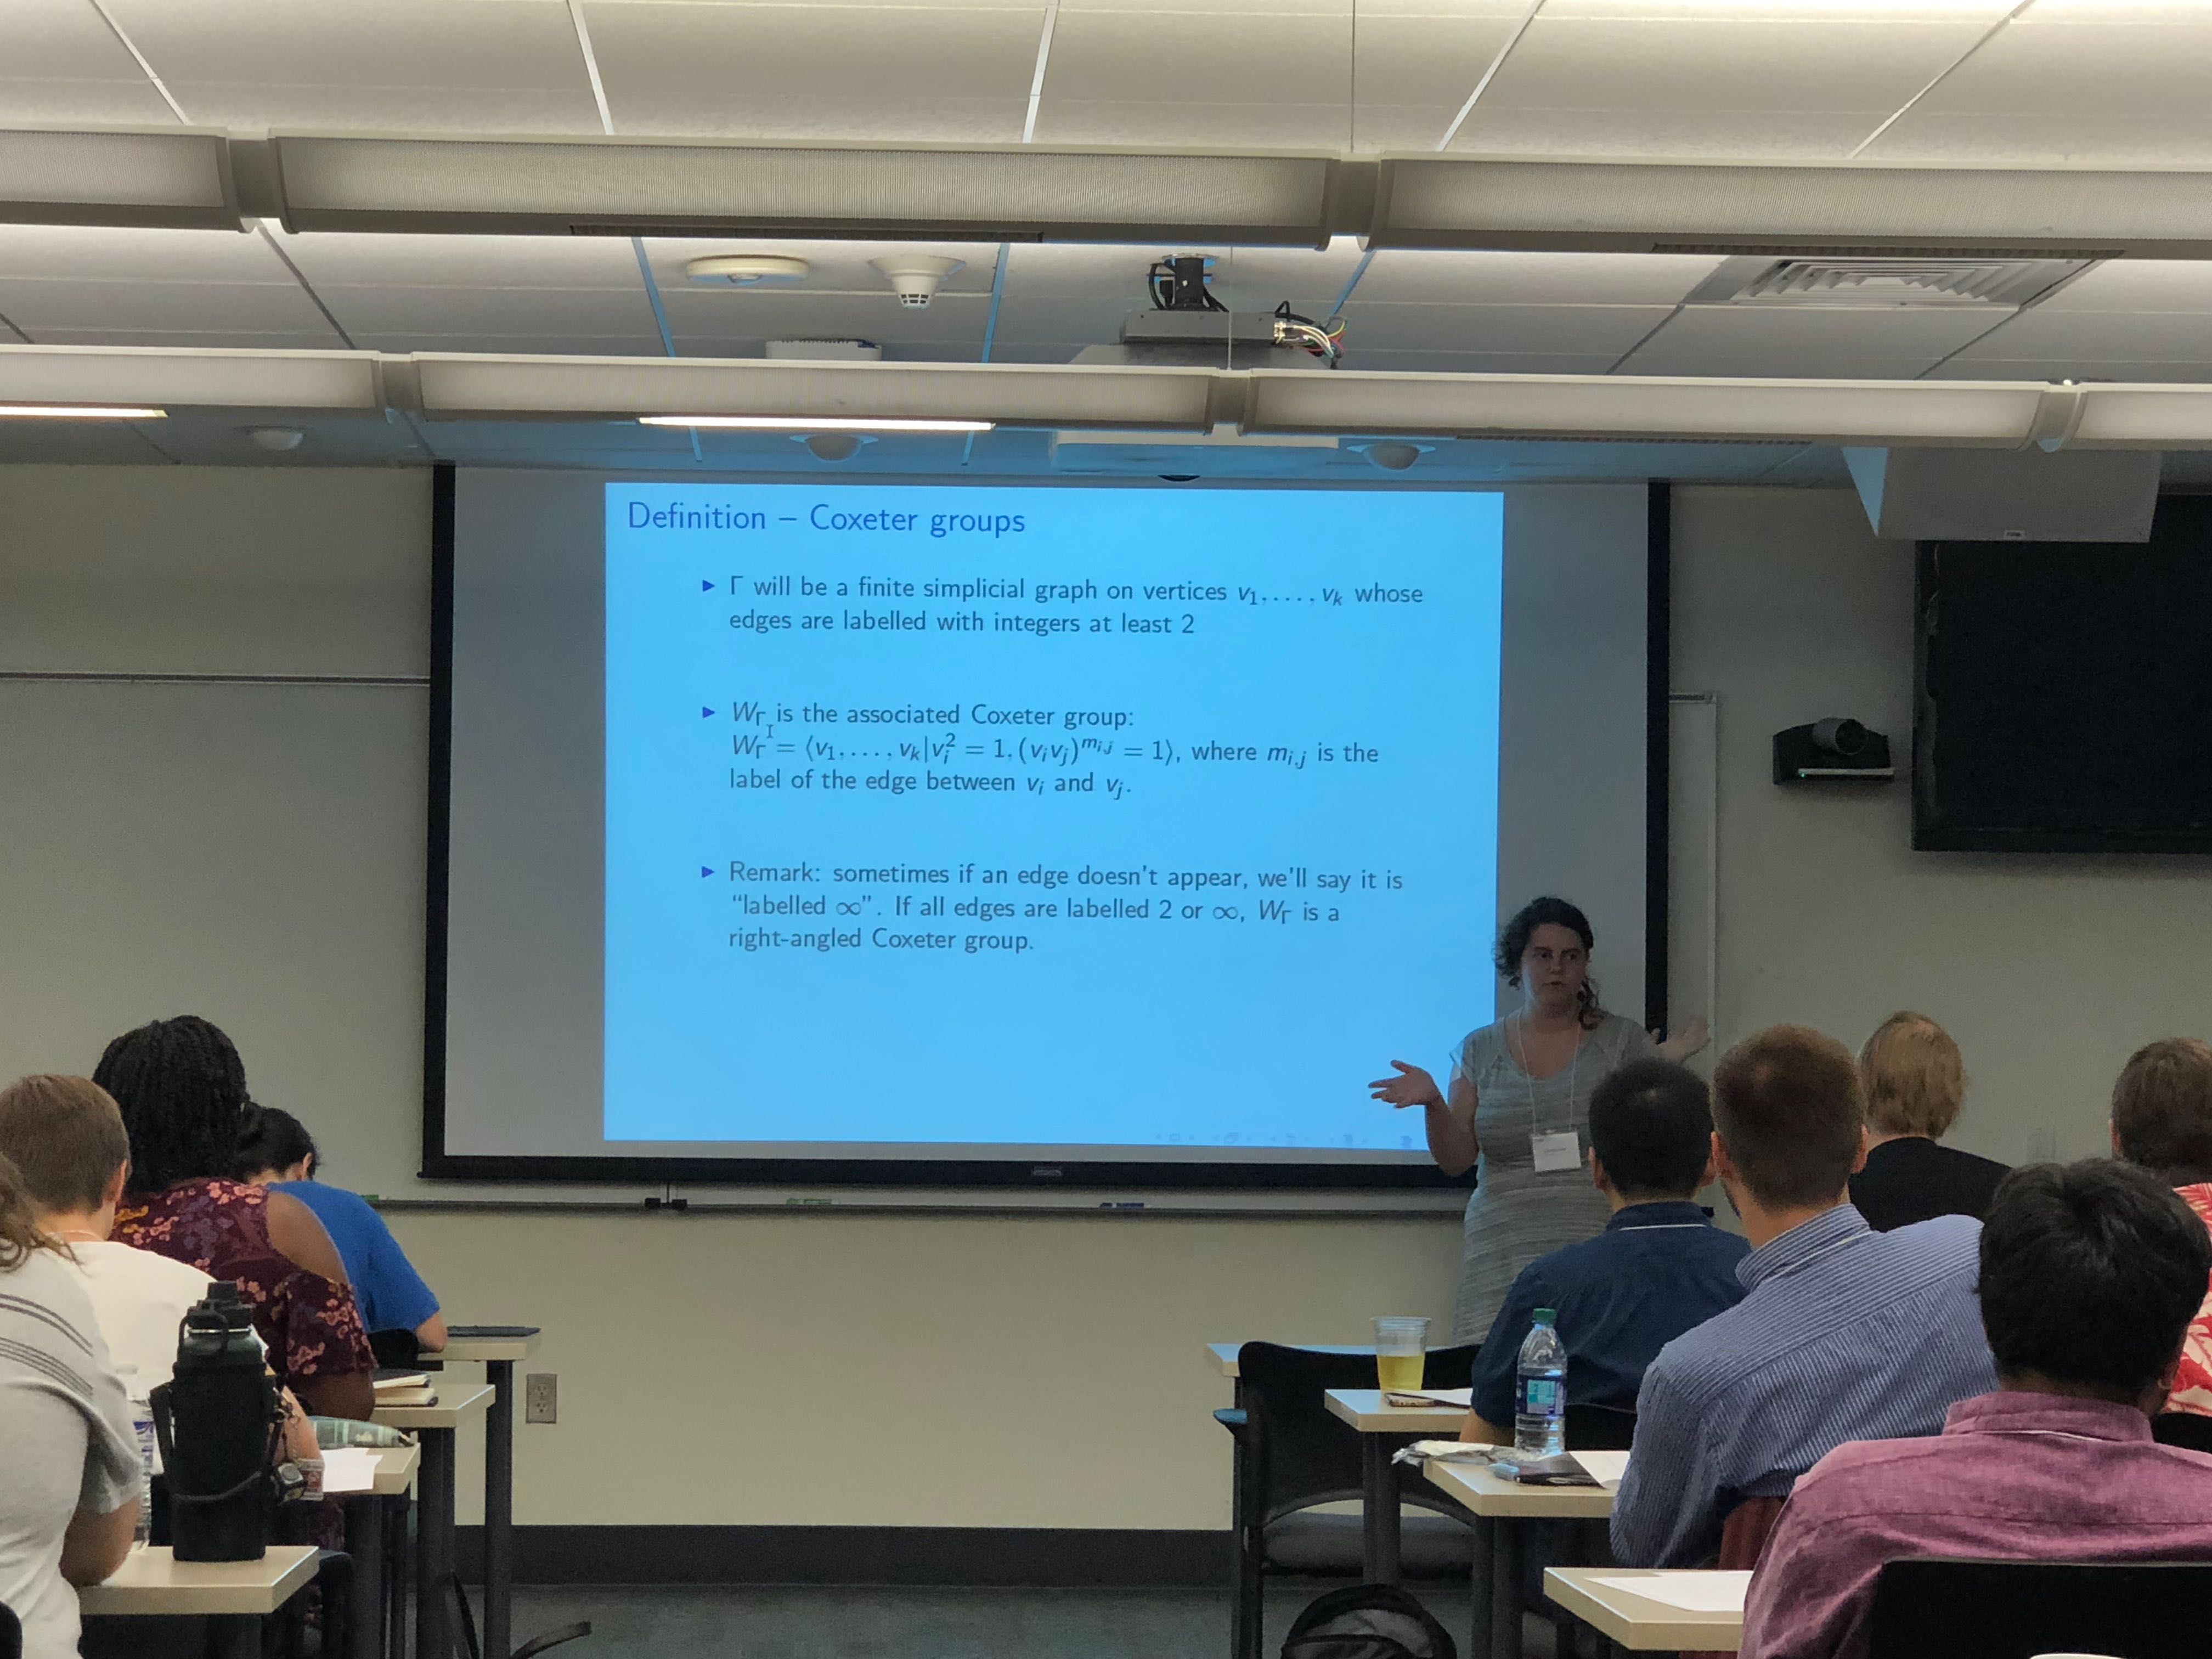 Definition – Coxeter groups
▶ Γ will be a finite simplicial graph on vertices v₁, . . . , vₖ whose
edges are labelled with integers at least 2
▶ W_Γ is the associated Coxeter group:
W_Γ = ⟨v₁, . . . , vₖ|vᵢ² = 1, (vᵢvⱼ)^{m_{i,j}} = 1⟩, where m_{i,j} is the
label of the edge between vᵢ and vⱼ.
▶ Remark: sometimes if an edge doesn't appear, we'll say it is
“labelled ∞”. If all edges are labelled 2 or ∞, W_Γ is a
right-angled Coxeter group.